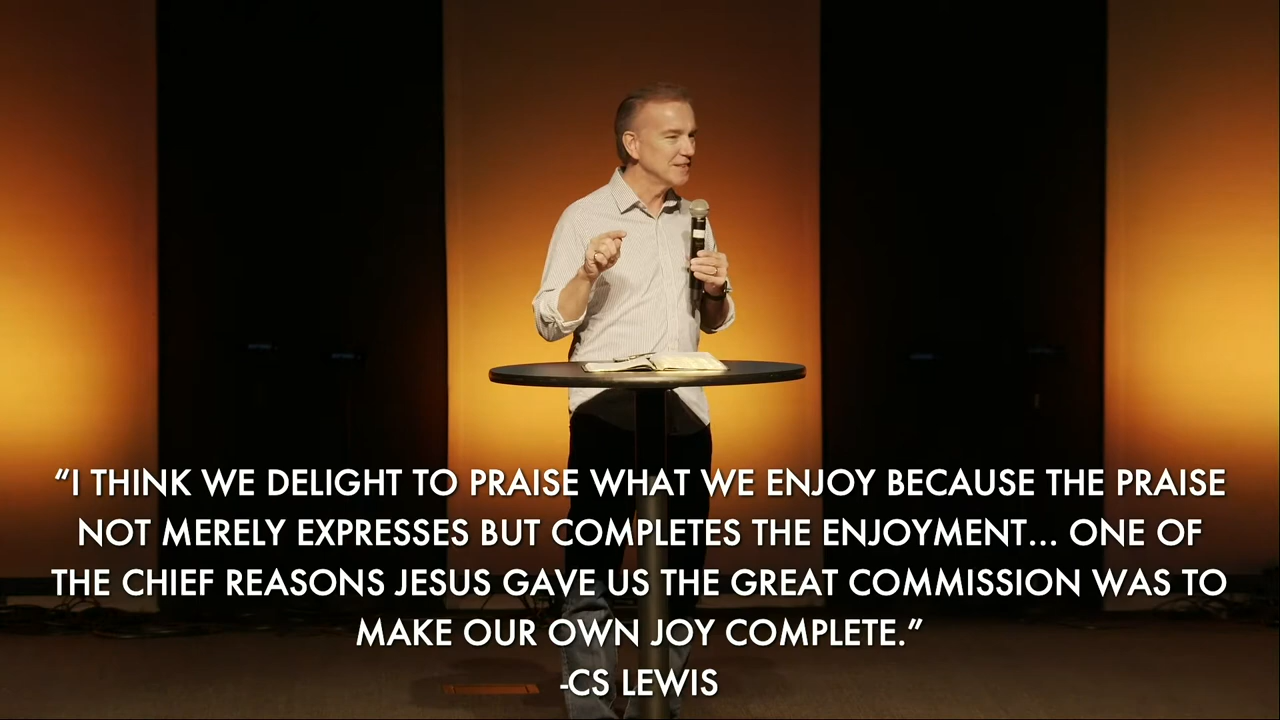 “I THINK WE DELIGHT TO PRAISE WHAT WE ENJOY BECAUSE THE PRAISE
NOT MERELY EXPRESSES BUT COMPLETES THE ENJOYMENT... ONE OF
THE CHIEF REASONS JESUS GAVE US THE GREAT COMMISSION WAS TO
MAKE OUR OWN JOY COMPLETE.”
-CS LEWIS